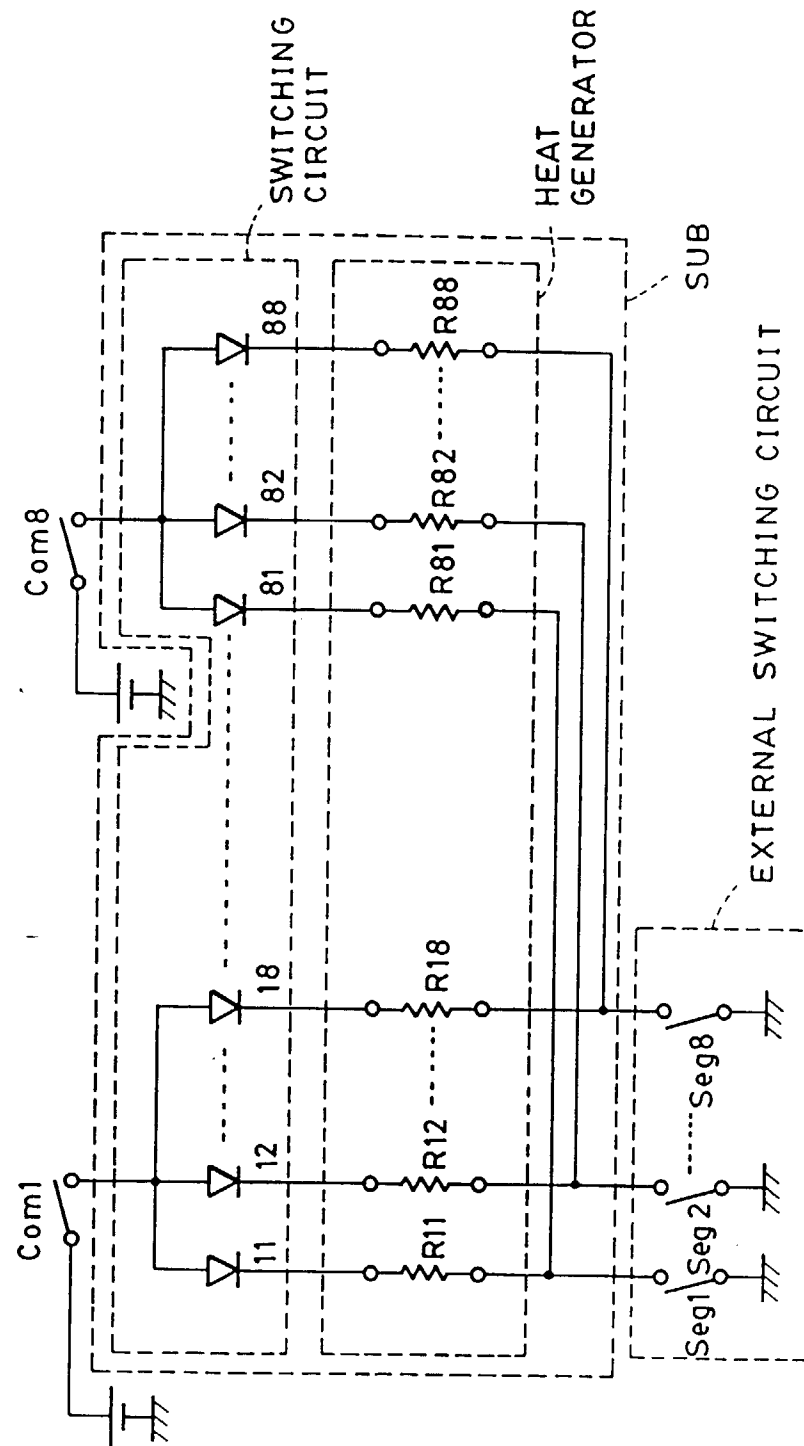 Com1
Com8
SWITCHING
CIRCUIT
11
12
18
81
82
88
HEAT
GENERATOR
R11
R12
R18
R81
R82
R88
SUB
Seg1
Seg2
Seg8
EXTERNAL SWITCHING CIRCUIT